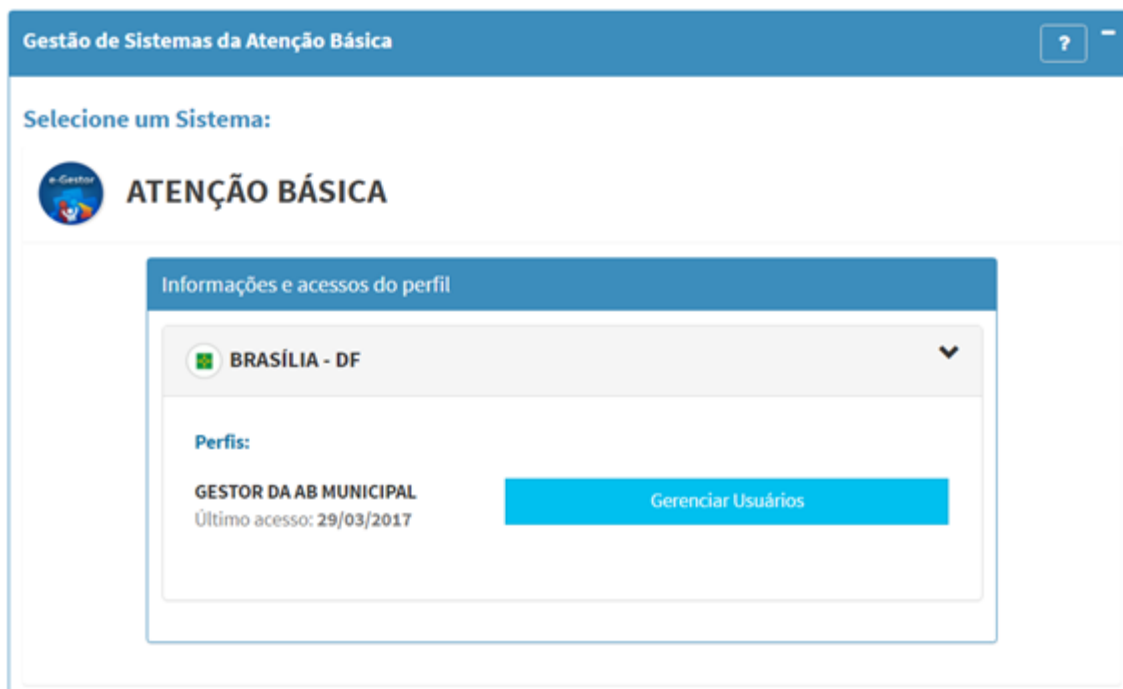 Gestão de Sistemas da Atenção Básica
?
Selecione um Sistema:
e-Gestor
ATENÇÃO BÁSICA
Informações e acessos do perfil
BRASÍLIA - DF
Perfis:
GESTOR DA AB MUNICIPAL
Gerenciar Usuários
Último acesso: 29/03/2017